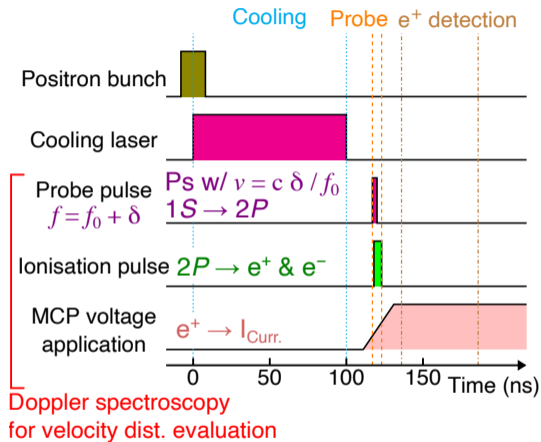 Cooling Probe e⁺ detection
Positron bunch
Cooling laser
Probe pulse
f = f₀ + δ
Ps w/ v = c δ / f₀
1S → 2P
Ionisation pulse 2P → e⁺ & e⁻
MCP voltage
application
e⁺ → I_Curr.
0 50 100 150 Time (ns)
Doppler spectroscopy
for velocity dist. evaluation